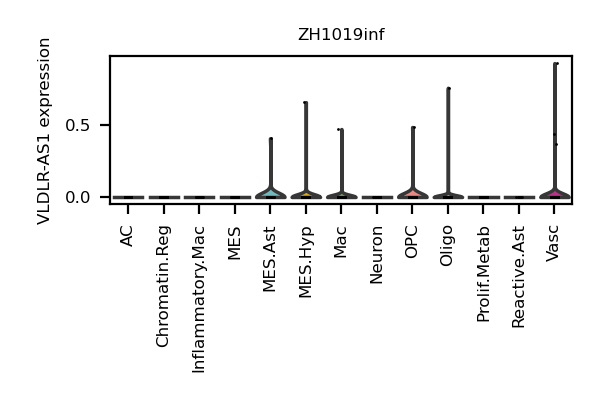 ZH1019inf
VLDLR-AS1 expression
0.5
0.0
AC
Chromatin.Reg
Inflammatory.Mac
MES
MES.Ast
MES.Hyp
Mac
Neuron
OPC
Oligo
Prolif.Metab
Reactive.Ast
Vasc